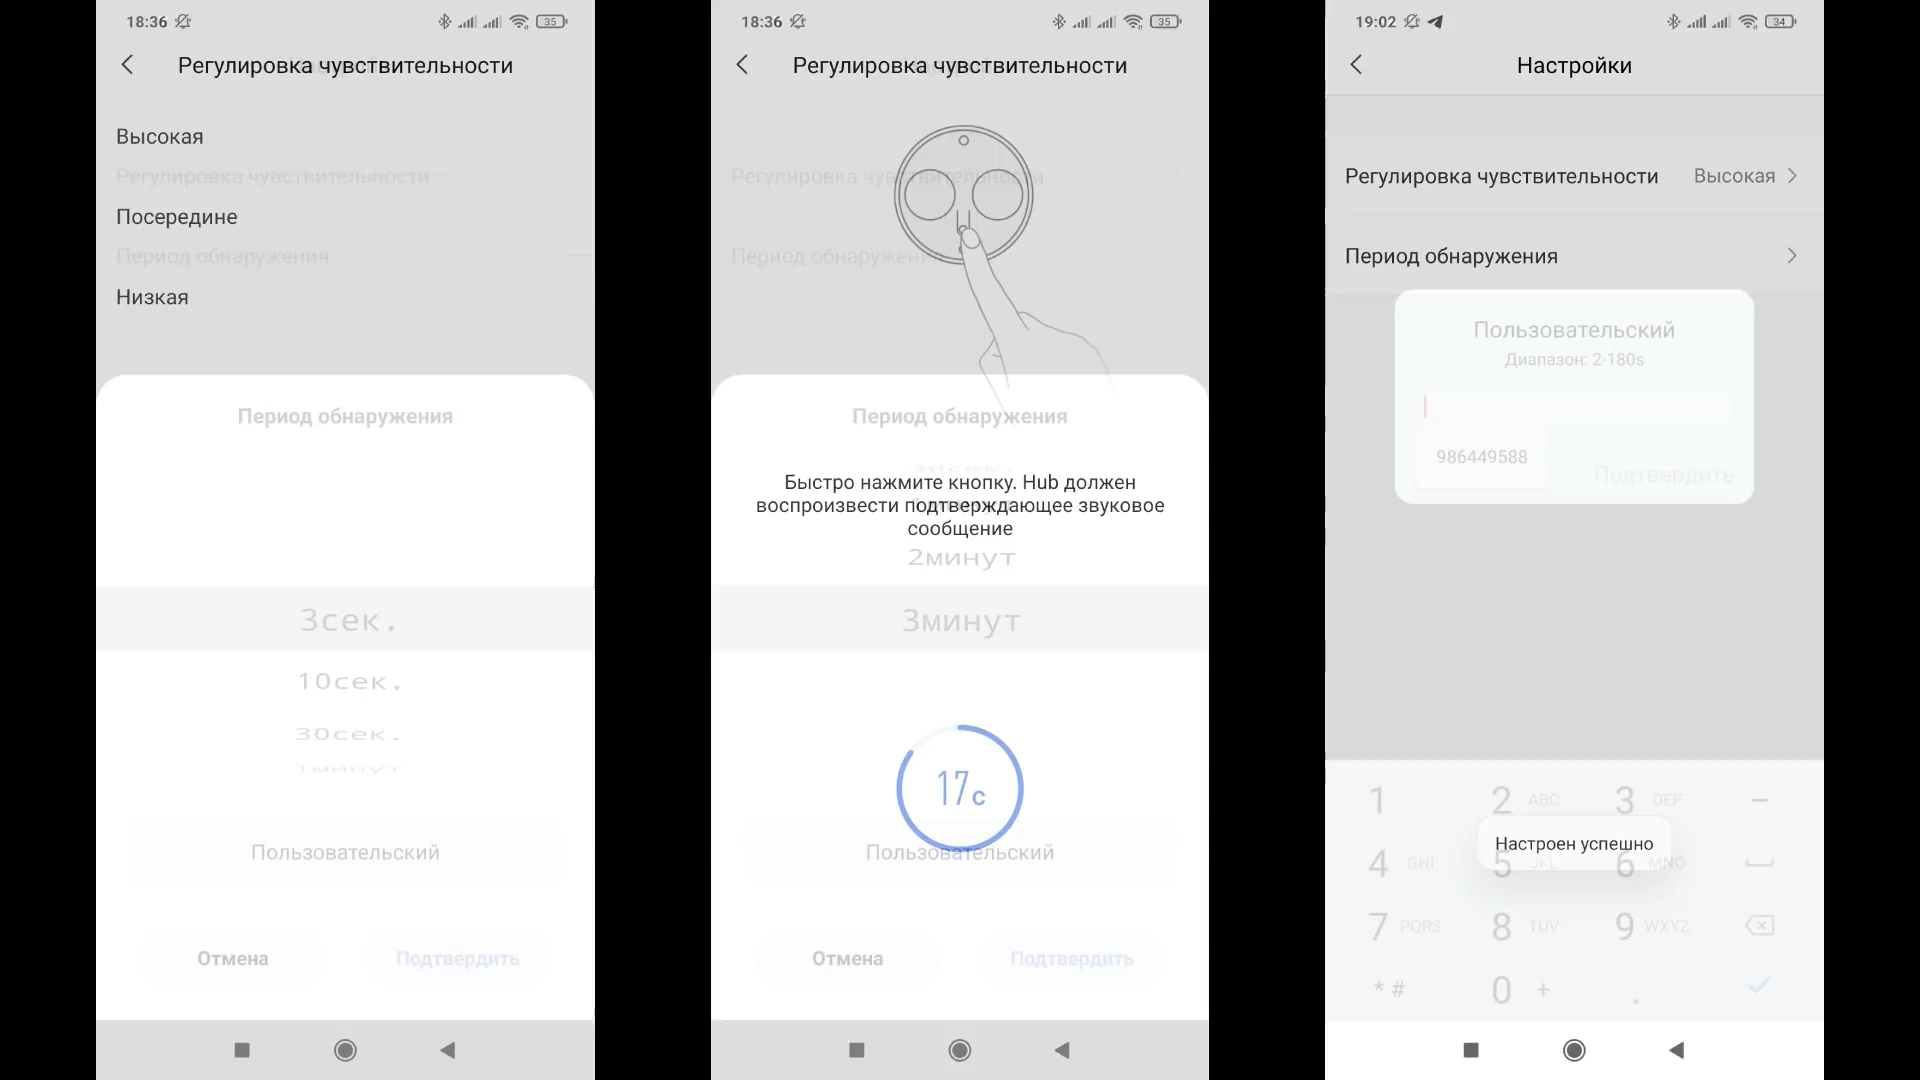 18:36
35
Регулировка чувствительности
Высокая
Регулировка чувствительности
Посередине
Период обнаружения
Низкая
Период обнаружения
3сек.
10сек.
30сек.
1минут
Пользовательский
Отмена
Подтвердить
18:36
35
Регулировка чувствительности
Регулировка чувствительности
Период обнаружения
Период обнаружения
Быстро нажмите кнопку. Hub должен
воспроизвести подтверждающее звуковое
сообщение
2минут
3минут
17с
Пользовательский
Отмена
Подтвердить
19:02
34
Настройки
Регулировка чувствительности Высокая
Период обнаружения
Пользовательский
Диапазон: 2-180s
986449588
Подтвердить
1 2 ABC 3 DEF –
Настроен успешно
4 GHI 5 JKL 6 MNO
7 PQRS 8 TUV 9 WXYZ
* # 0 + .